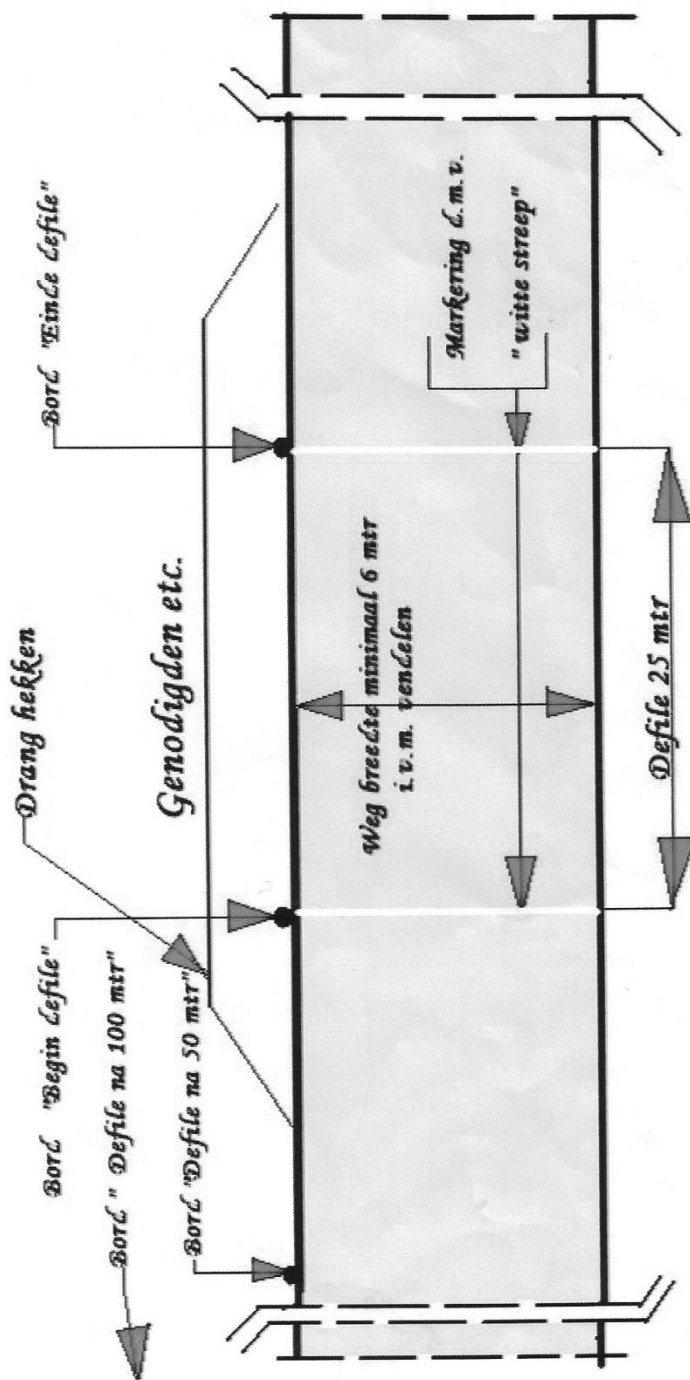 Bord "Begin defile"
Bord " Defile na 100 mtr"
Bord "Defile na 50 mtr"
Drang hekken
Genodigden etc.
Bord "Einde defile"
Weg breedte minimaal 6 mtr
i.v.m. vendelen
Markering d.m.v.
"witte streep"
Defile 25 mtr